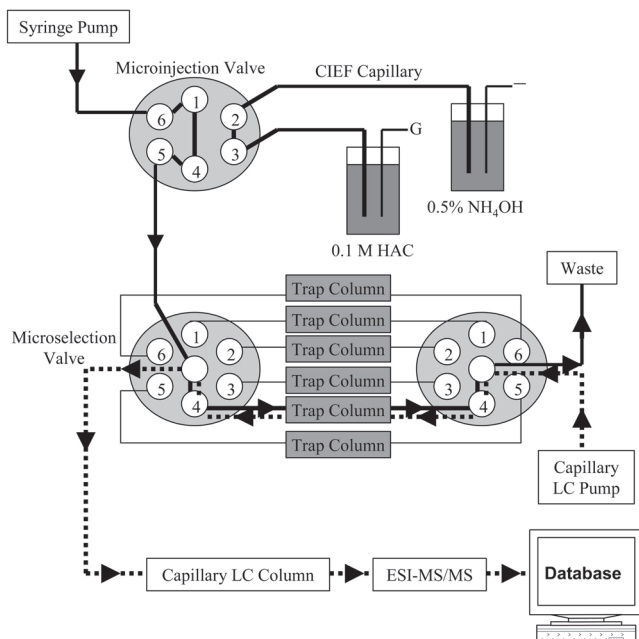 Syringe Pump
Microinjection Valve
CIEF Capillary
1
6
2
5
3
4
G
–
0.1 M HAC
0.5% NH₄OH
Trap Column
Trap Column
Trap Column
Trap Column
Trap Column
Trap Column
Waste
Microselection
Valve
1
6
2
5
3
4
1
2
6
3
5
4
Capillary
LC Pump
Capillary LC Column
ESI-MS/MS
Database